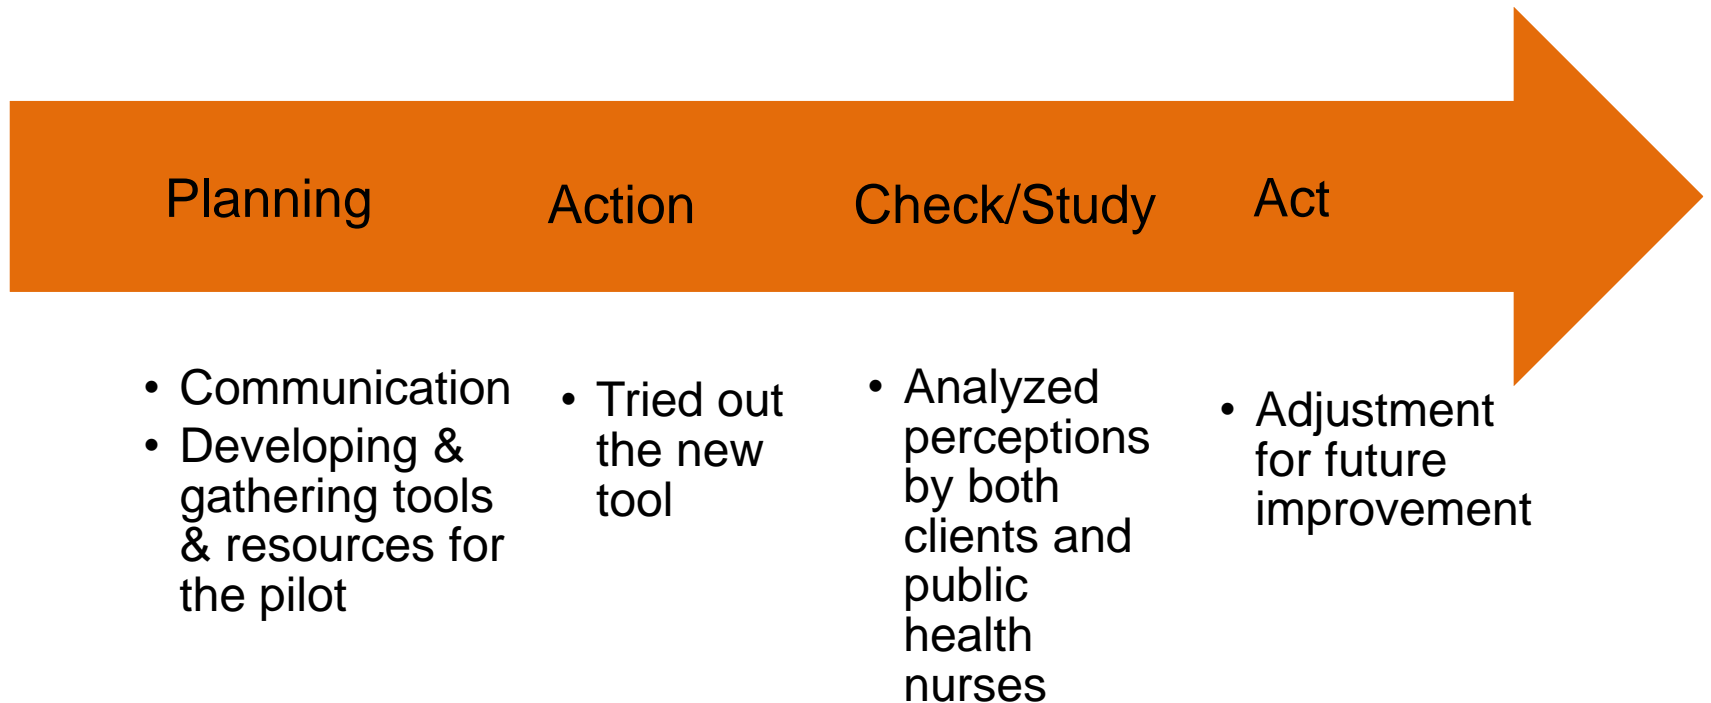 Planning
Action
Check/Study
Act
• Communication
• Developing &
gathering tools
& resources for
the pilot
• Tried out
the new
tool
• Analyzed
perceptions
by both
clients and
public
health
nurses
• Adjustment
for future
improvement